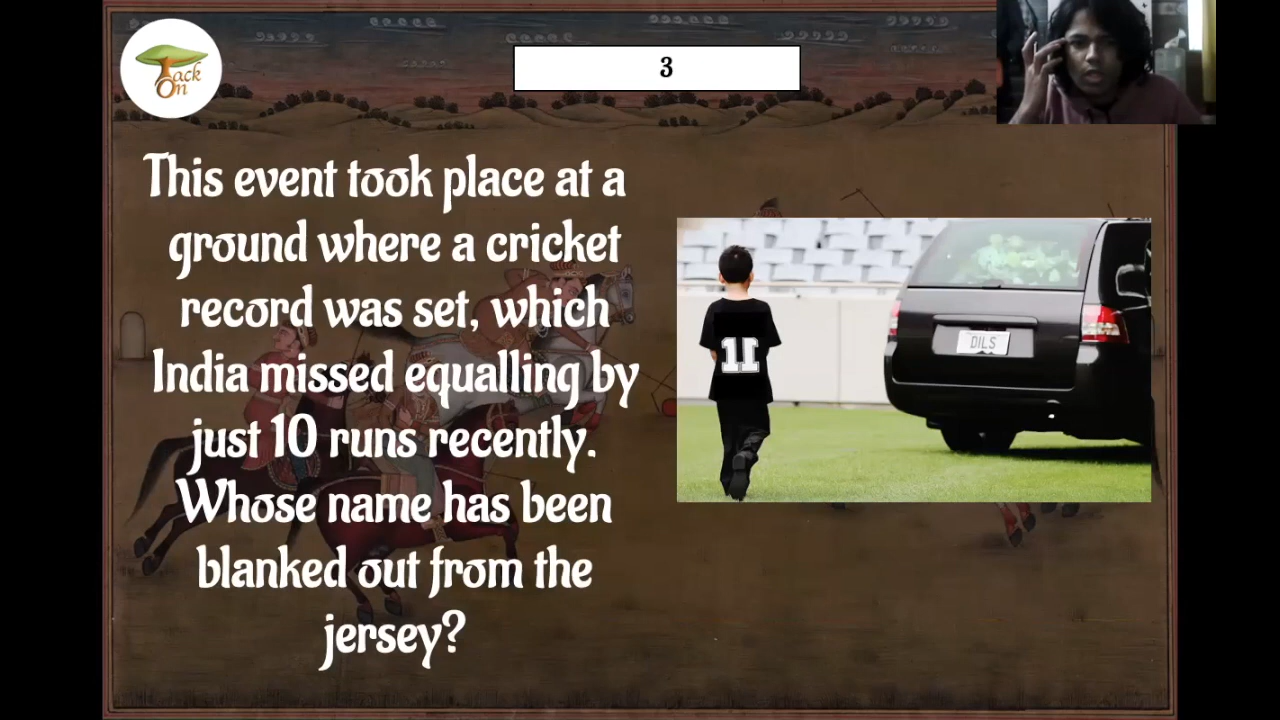 Tack
On
3
This event took place at a
ground where a cricket
record was set, which
India missed equalling by
just 10 runs recently.
Whose name has been
blanked out from the
jersey?
11
DILS